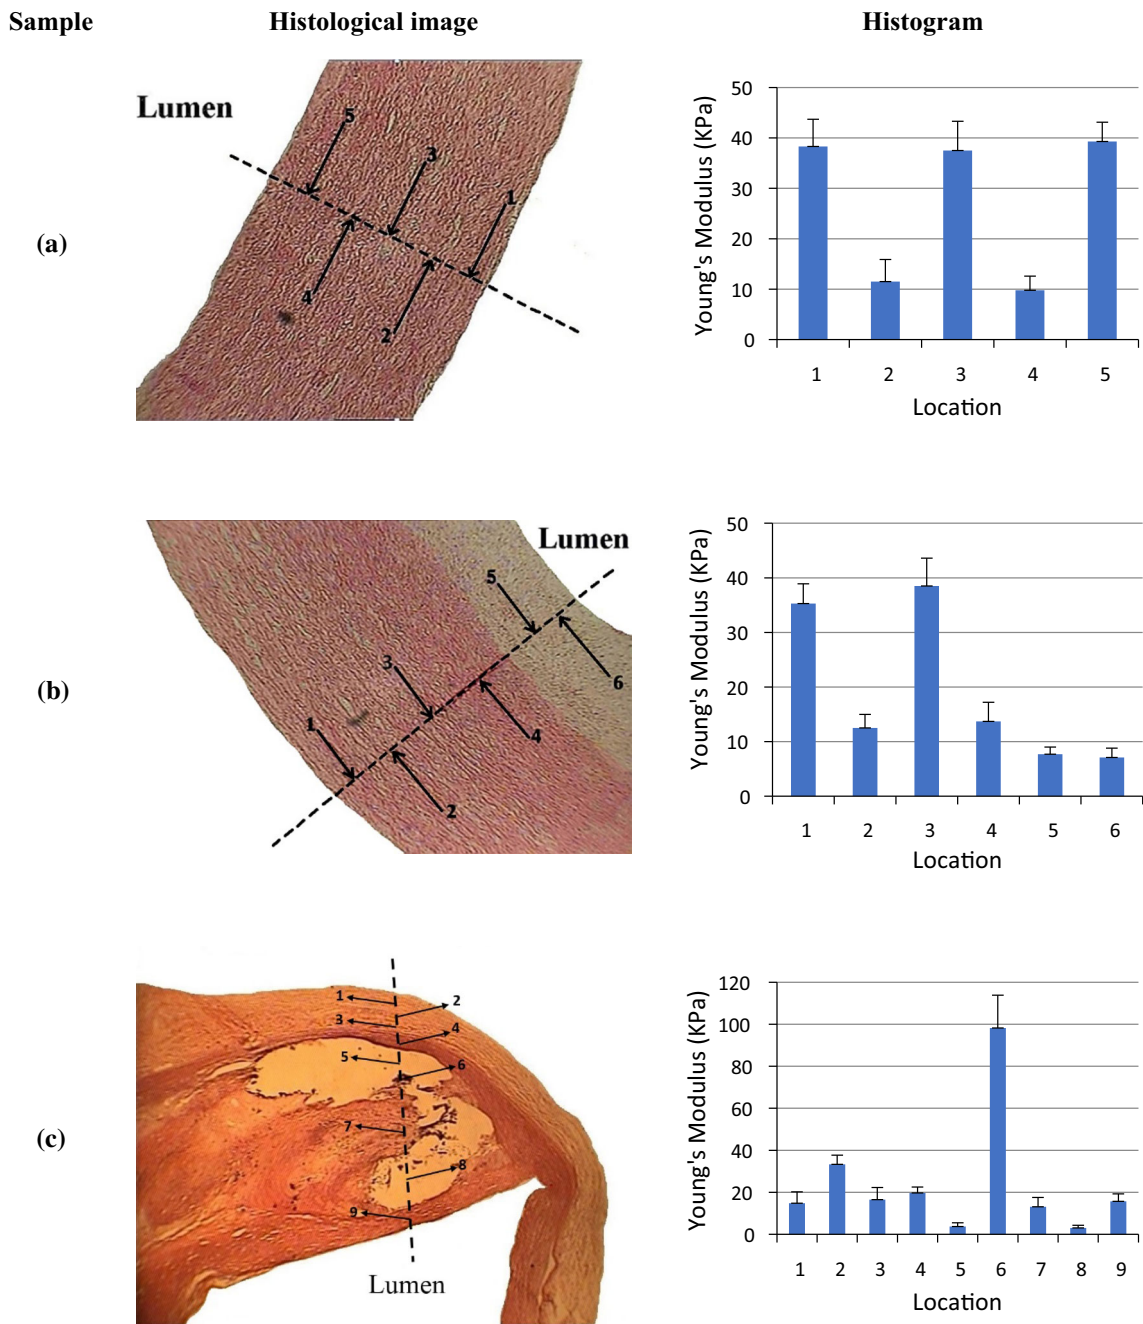 Sample Histological image Histogram
(a)
Lumen
5
3
1
4
2
Young's Modulus (KPa)
50
40
30
20
10
0
1 2 3 4 5
Location
(b)
Lumen
5
3
6
1
4
2
Young's Modulus (KPa)
50
40
30
20
10
0
1 2 3 4 5 6
Location
(c)
1
2
3
4
5
6
7
8
9
Lumen
Young's Modulus (KPa)
120
100
80
60
40
20
0
1 2 3 4 5 6 7 8 9
Location